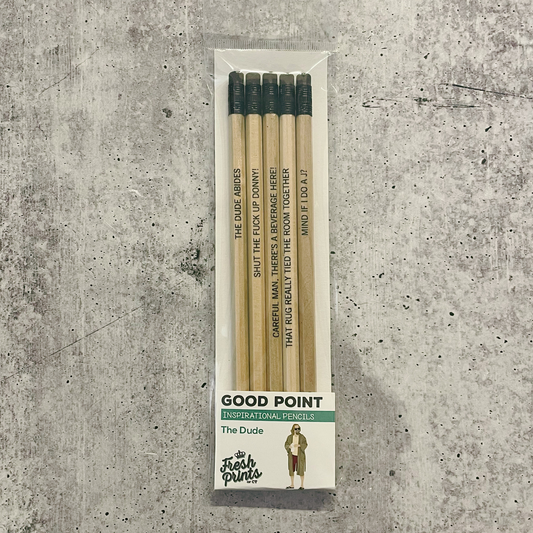 THE DUDE ABIDES
SHUT THE FUCK UP DONNY!
CAREFUL MAN, THERE'S A BEVERAGE HERE!
THAT RUG REALLY TIED THE ROOM TOGETHER
MIND IF I DO A J?
GOOD POINT
INSPIRATIONAL PENCILS
The Dude
Fresh
Prints